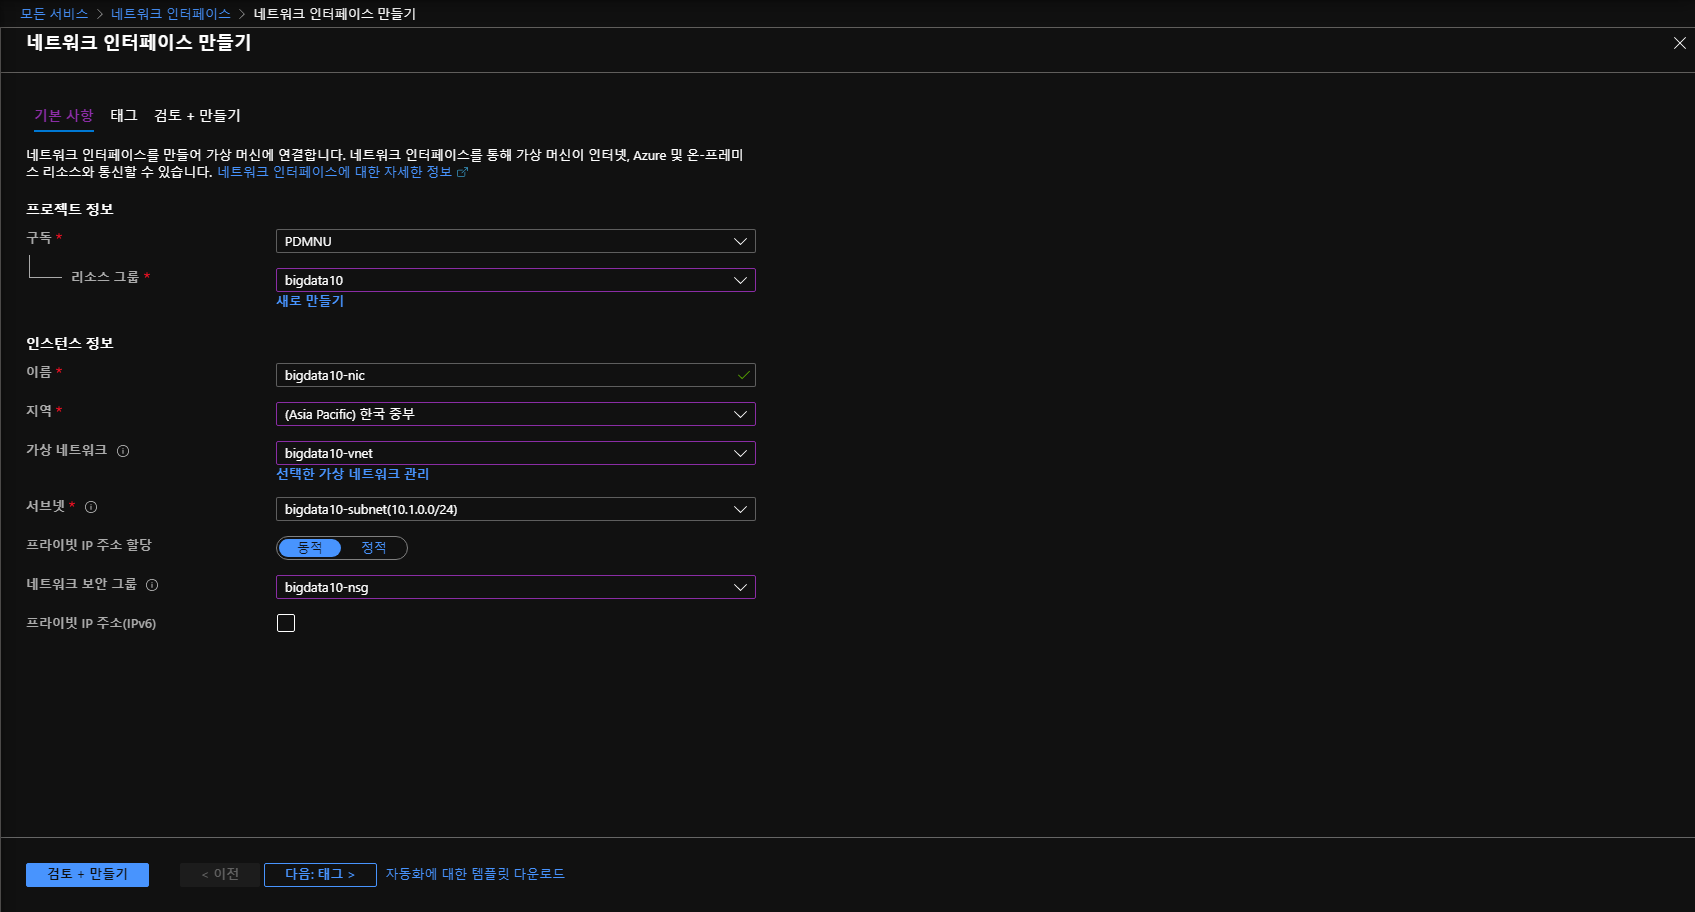 모든 서비스 > 네트워크 인터페이스 > 네트워크 인터페이스 만들기
네트워크 인터페이스 만들기
기본 사항 태그 검토 + 만들기
네트워크 인터페이스를 만들어 가상 머신에 연결합니다. 네트워크 인터페이스를 통해 가상 머신이 인터넷, Azure 및 온-프레미
스 리소스와 통신할 수 있습니다. 네트워크 인터페이스에 대한 자세한 정보
프로젝트 정보
구독 *
PDMNU
리소스 그룹 *
bigdata10
새로 만들기
인스턴스 정보
이름 *
bigdata10-nic
지역 *
(Asia Pacific) 한국 중부
가상 네트워크
bigdata10-vnet
선택한 가상 네트워크 관리
서브넷 *
bigdata10-subnet(10.1.0.0/24)
프라이빗 IP 주소 할당
동적 정적
네트워크 보안 그룹
bigdata10-nsg
프라이빗 IP 주소(IPv6)
검토 + 만들기 < 이전 다음: 태그 > 자동화에 대한 템플릿 다운로드